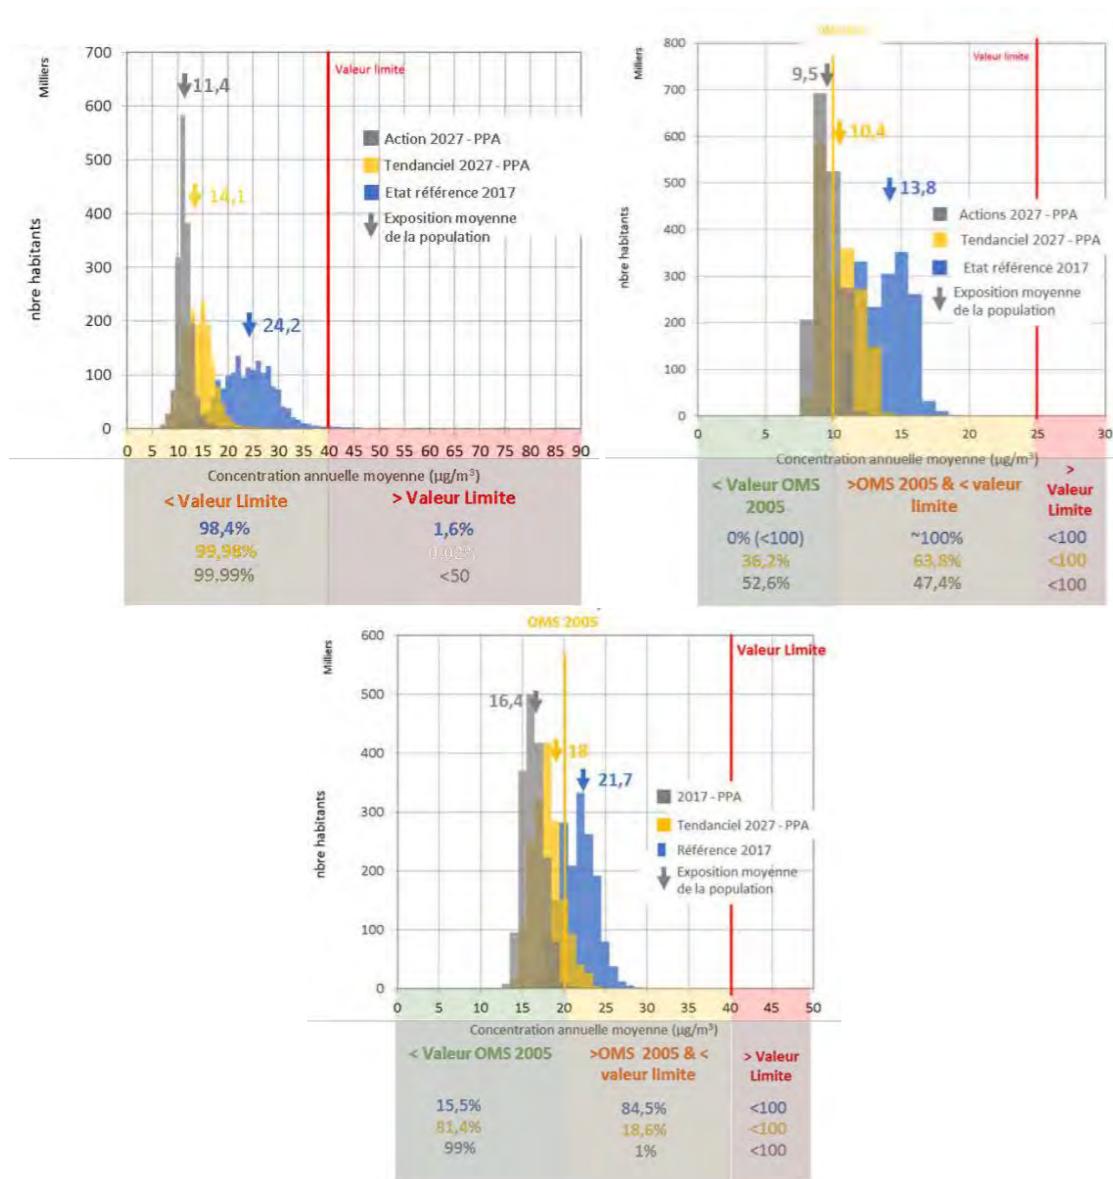 700
600
500
400
300
200
100
0
Milliers
nbre habitants
Valeur limite
11,4
14,1
24,2
Action 2027 - PPA
Tendanciel 2027 - PPA
Etat référence 2017
Exposition moyenne
de la population
0 5 10 15 20 25 30 35 40 45 50 55 60 65 70 75 80 85 90
Concentration annuelle moyenne (µg/m³)
< Valeur Limite > Valeur Limite
98,4% 1,6%
99,98% 0,02%
99.99% <50
800
700
600
500
400
300
200
100
0
Milliers
nbre habitants
Valeur limite
9,5
10,4
13,8
Actions 2027 - PPA
Tendanciel 2027 - PPA
Etat référence 2017
Exposition moyenne
de la population
0 5 10 15 20 25 30
Concentration annuelle moyenne (µg/m³)
< Valeur OMS
2005
>OMS 2005 & < valeur
limite
>
Valeur
Limite
0% (<100) ~100% <100
36,2% 63,8% <100
52,6% 47,4% <100
OMS 2005
600
500
400
300
200
100
0
Milliers
nbre habitants
Valeur Limite
16,4
18
21,7
2017 - PPA
Tendanciel 2027 - PPA
Référence 2017
Exposition moyenne
de la population
0 5 10 15 20 25 30 35 40 45 50
Concentration annuelle moyenne (µg/m³)
< Valeur OMS 2005
>OMS 2005 & <
valeur limite
> Valeur
Limite
15,5% 84,5% <100
81,4% 18,6% <100
99% 1% <100